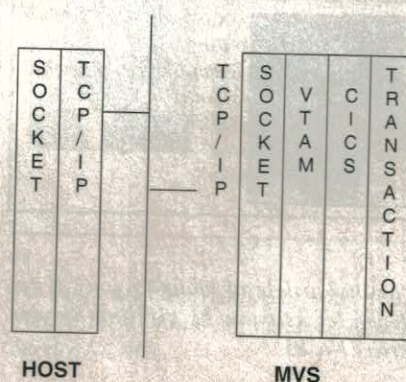 SOCKET
TCP/IP
TCP/IP
SOCKET
VTAM
CICS
TRANSACTION
HOST
MVS